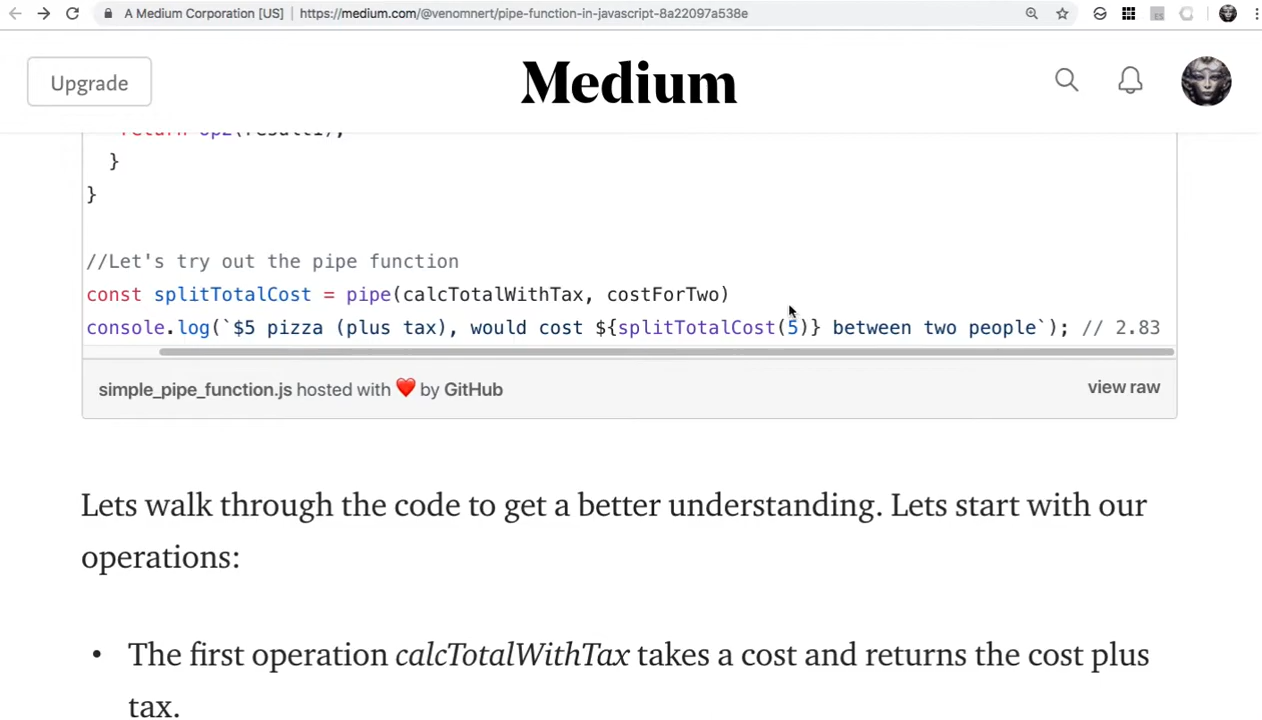 A Medium Corporation [US] | https://medium.com/@venomnert/pipe-function-in-javascript-8a22097a538e
Upgrade
Medium
return op2(result1);
}
}
//Let's try out the pipe function
const splitTotalCost = pipe(calcTotalWithTax, costForTwo)
console.log(`$5 pizza (plus tax), would cost ${splitTotalCost(5)} between two people`); // 2.83
simple_pipe_function.js hosted with ❤ by GitHub
view raw
Lets walk through the code to get a better understanding. Lets start with our
operations:
• The first operation calcTotalWithTax takes a cost and returns the cost plus
tax.